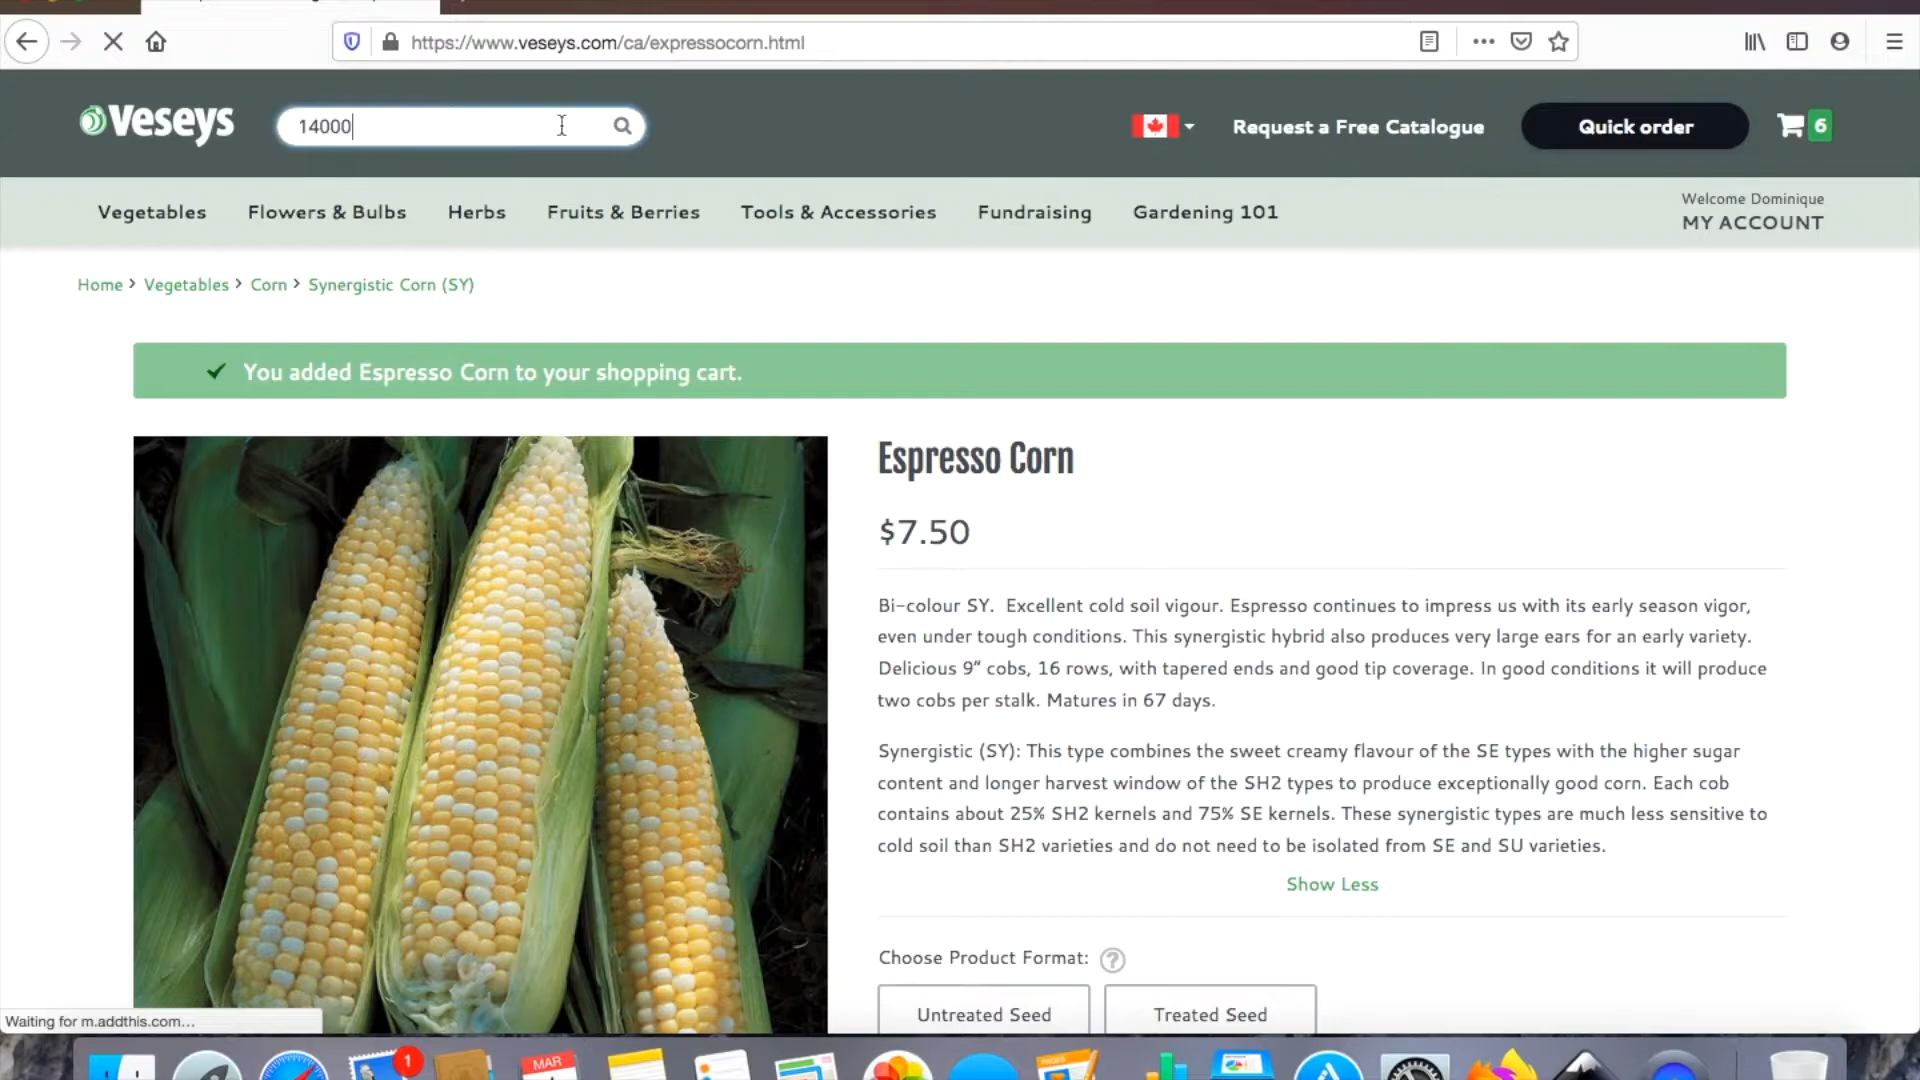 https://www.veseys.com/ca/expressocorn.html
Veseys
14000
Request a Free Catalogue
Quick order
6
Vegetables
Flowers & Bulbs
Herbs
Fruits & Berries
Tools & Accessories
Fundraising
Gardening 101
Welcome Dominique
MY ACCOUNT
Home > Vegetables > Corn > Synergistic Corn (SY)
You added Espresso Corn to your shopping cart.
Espresso Corn
$7.50
Bi-colour SY. Excellent cold soil vigour. Espresso continues to impress us with its early season vigor,
even under tough conditions. This synergistic hybrid also produces very large ears for an early variety.
Delicious 9” cobs, 16 rows, with tapered ends and good tip coverage. In good conditions it will produce
two cobs per stalk. Matures in 67 days.
Synergistic (SY): This type combines the sweet creamy flavour of the SE types with the higher sugar
content and longer harvest window of the SH2 types to produce exceptionally good corn. Each cob
contains about 25% SH2 kernels and 75% SE kernels. These synergistic types are much less sensitive to
cold soil than SH2 varieties and do not need to be isolated from SE and SU varieties.
Show Less
Choose Product Format: ?
Untreated Seed
Treated Seed
Waiting for m.addthis.com...
1
MAR
PAGES